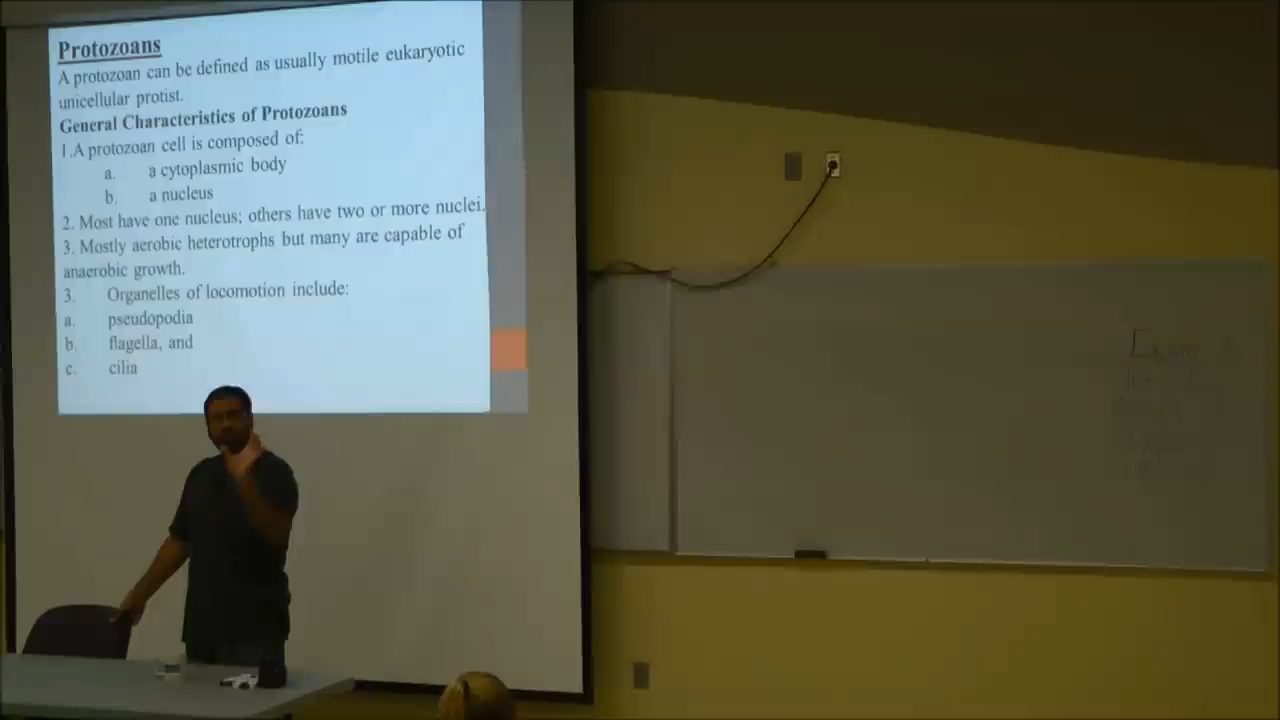 Protozoans
A protozoan can be defined as usually motile eukaryotic
unicellular protist.
General Characteristics of Protozoans
1.A protozoan cell is composed of:
a. a cytoplasmic body
b. a nucleus
2. Most have one nucleus; others have two or more nuclei.
3. Mostly aerobic heterotrophs but many are capable of
anaerobic growth.
3. Organelles of locomotion include:
a. pseudopodia
b. flagella, and
c. cilia
Exam